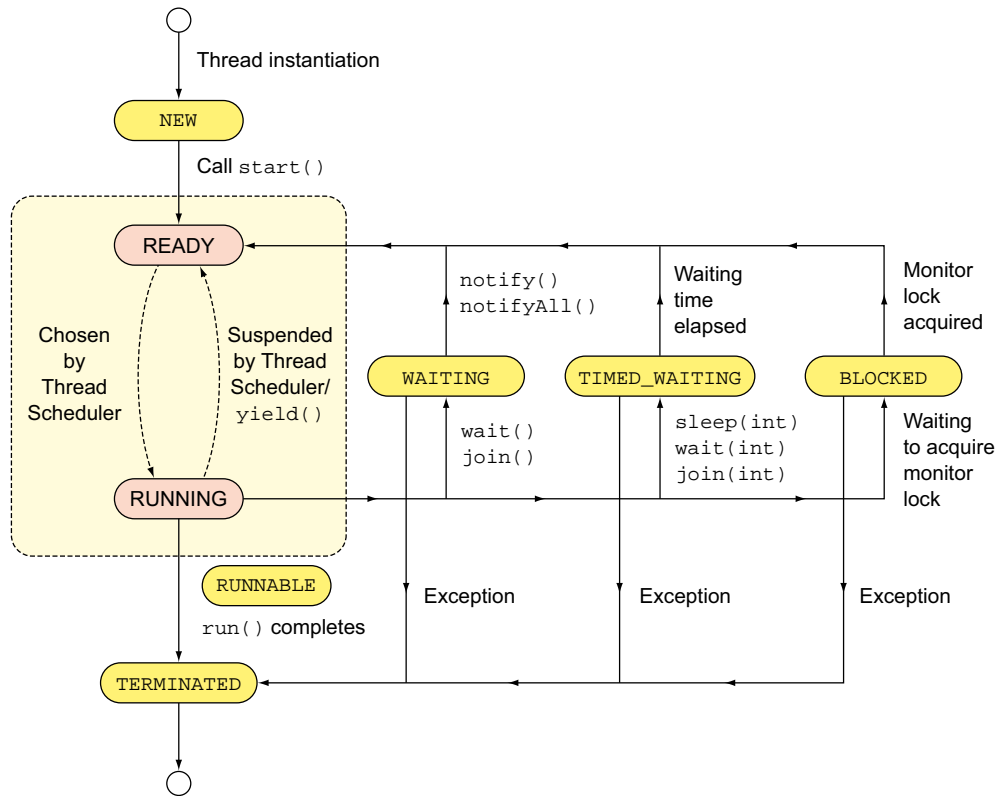 Thread instantiation
NEW
Call start()
READY
notify()
notifyAll()
Waiting
time
elapsed
Monitor
lock
acquired
Chosen
by
Thread
Scheduler
Suspended
by Thread
Scheduler/
yield()
WAITING
TIMED_WAITING
BLOCKED
wait()
join()
sleep(int)
wait(int)
join(int)
Waiting
to acquire
monitor
lock
RUNNING
RUNNABLE
Exception
Exception
Exception
run() completes
TERMINATED